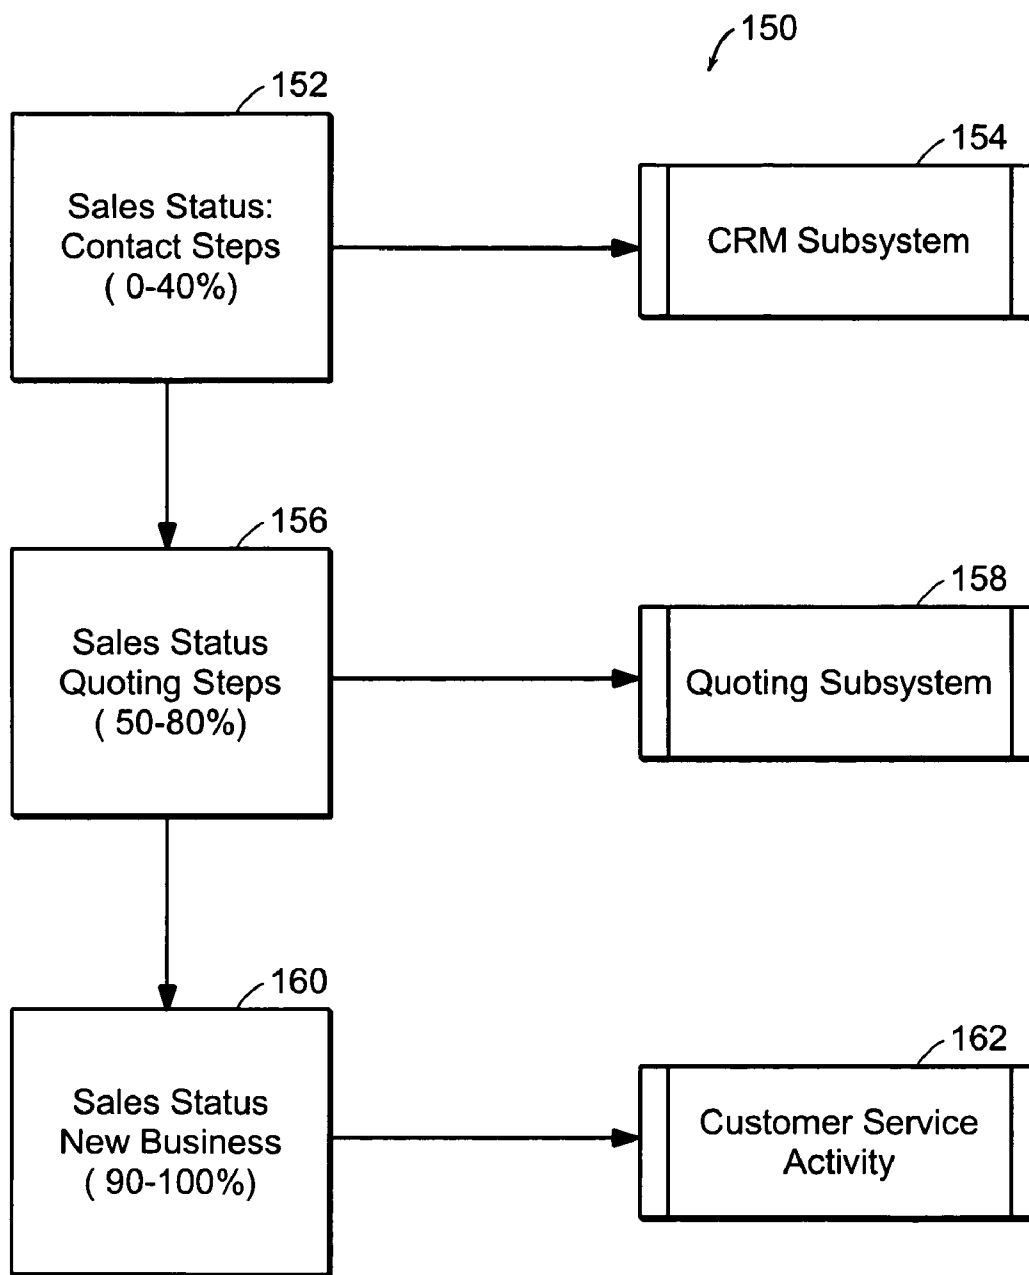 150
152
Sales Status:
Contact Steps
( 0-40%)
154
CRM Subsystem
156
Sales Status
Quoting Steps
( 50-80%)
158
Quoting Subsystem
160
Sales Status
New Business
( 90-100%)
162
Customer Service
Activity